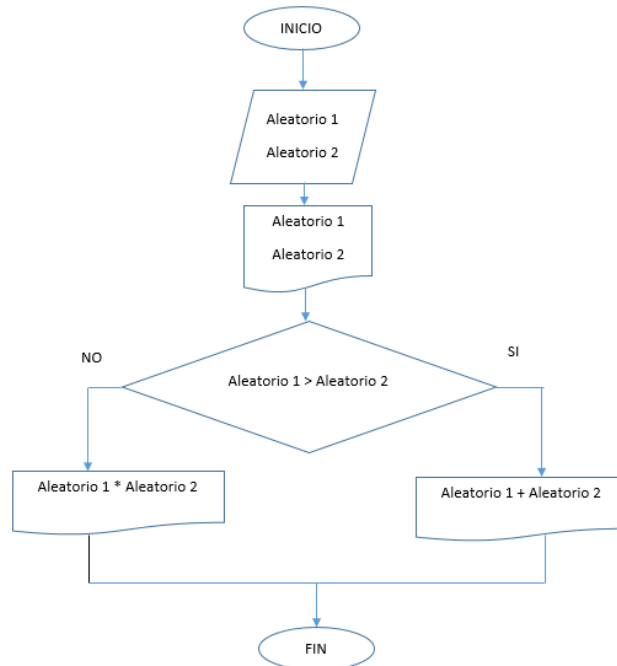 INICIO
Aleatorio 1
Aleatorio 2
Aleatorio 1
Aleatorio 2
NO
SI
Aleatorio 1 > Aleatorio 2
Aleatorio 1 * Aleatorio 2
Aleatorio 1 + Aleatorio 2
FIN